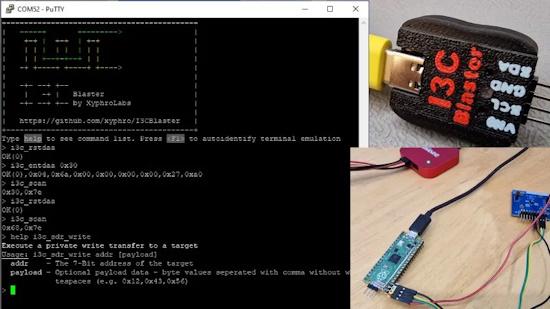 COM52 - PuTTY
Blaster
by XyphroLabs
https://github.com/xyphro/I3CBlaster
Type help to see command list. Press <F1> to autoidentify terminal emulation
> i3c_rstdaa
OK(0)
> i3c_entdaa 0x30
OK(0),0x04,0x6a,0x00,0x00,0x00,0x00,0x27,0xa0
> i3c_scan
0x30,0x7e
> i3c_rstdaa
OK(0)
> i3c_scan
0x68,0x7e
> help i3c_sdr_write
Execute a private write transfer to a target
Usage: i3c_sdr_write addr [payload]
addr - The 7-Bit address of the target
payload - Optional payload data - byte values seperated with comma without w
tespaces (e.g. 0x12,0x43,0x56)
>
I3C
Blaster
SDA
GND
SCL